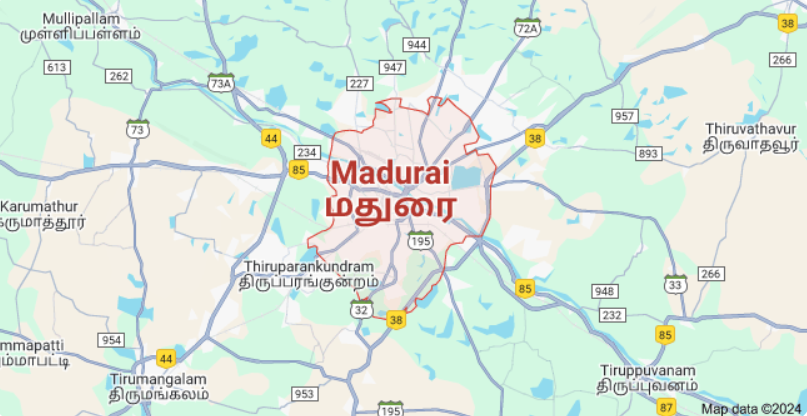 Mullipallam
முள்ளிப்பள்ளம்
944
72A
38
266
613
262
947
73A
227
957
73
44
38
Thiruvathavur
திருவாதவூர்
893
234
85
Madurai
மதுரை
Karumathur
கருமாத்தூர்
195
Thiruparankundram
திருப்பரங்குன்றம்
266
33
85
948
232
32
38
954
85
44
Tirumangalam
திருமங்கலம்
Tiruppuvanam
திருப்புவனம்
953
195
87
Map data ©2024